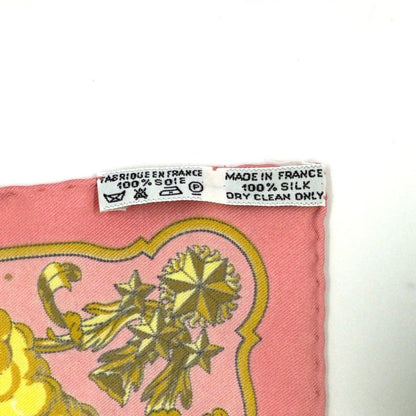 FABRIQUE EN FRANCE
100% SOIE
P
MADE IN FRANCE
100% SILK
DRY CLEAN ONLY